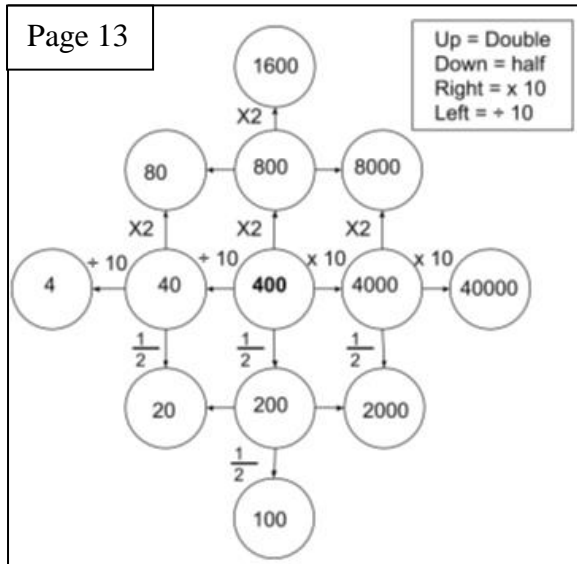 Page 13
Up = Double
Down = half
Right = x 10
Left = ÷ 10
1600
X2
80
800
8000
X2
X2
X2
÷ 10
÷ 10
x 10
x 10
4
40
400
4000
40000
1/2
1/2
1/2
20
200
2000
1/2
100